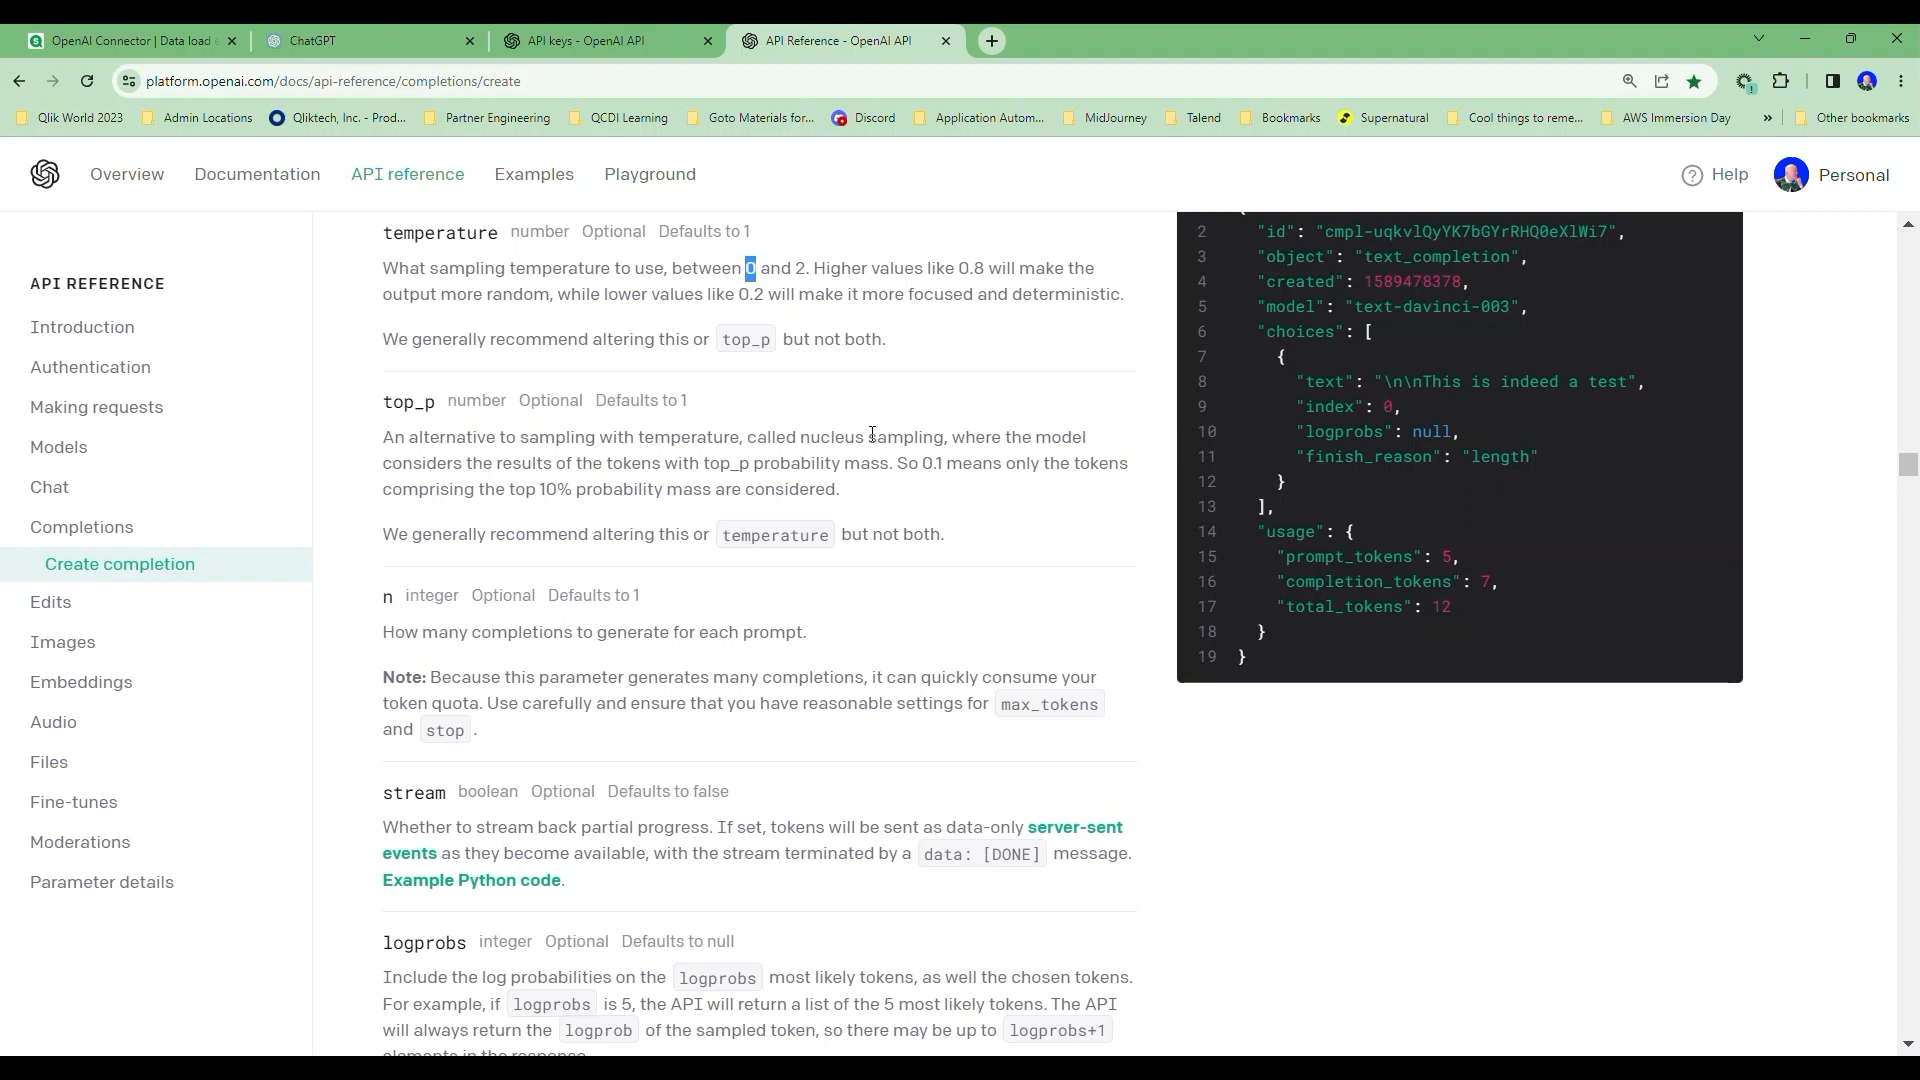 OpenAI Connector | Data load
ChatGPT
API keys - OpenAI API
API Reference - OpenAI API
platform.openai.com/docs/api-reference/completions/create
Qlik World 2023
Admin Locations
Qliktech, Inc. - Prod...
Partner Engineering
QCDI Learning
Goto Materials for...
Discord
Application Autom...
MidJourney
Talend
Bookmarks
Supernatural
Cool things to reme...
AWS Immersion Day
»
Other bookmarks
Overview
Documentation
API reference
Examples
Playground
Help
Personal
API REFERENCE
Introduction
Authentication
Making requests
Models
Chat
Completions
Create completion
Edits
Images
Embeddings
Audio
Files
Fine-tunes
Moderations
Parameter details
temperature number Optional Defaults to 1
What sampling temperature to use, between 0 and 2. Higher values like 0.8 will make the
output more random, while lower values like 0.2 will make it more focused and deterministic.
We generally recommend altering this or top_p but not both.
top_p number Optional Defaults to 1
An alternative to sampling with temperature, called nucleus sampling, where the model
considers the results of the tokens with top_p probability mass. So 0.1 means only the tokens
comprising the top 10% probability mass are considered.
We generally recommend altering this or temperature but not both.
n integer Optional Defaults to 1
How many completions to generate for each prompt.
Note: Because this parameter generates many completions, it can quickly consume your
token quota. Use carefully and ensure that you have reasonable settings for max_tokens
and stop .
stream boolean Optional Defaults to false
Whether to stream back partial progress. If set, tokens will be sent as data-only server-sent
events as they become available, with the stream terminated by a data: [DONE] message.
Example Python code.
logprobs integer Optional Defaults to null
Include the log probabilities on the logprobs most likely tokens, as well the chosen tokens.
For example, if logprobs is 5, the API will return a list of the 5 most likely tokens. The API
will always return the logprob of the sampled token, so there may be up to logprobs+1
elements in the response.
2 "id": "cmpl-uqkvlQyYK7bGYrRHQ0eXlWi7",
3 "object": "text_completion",
4 "created": 1589478378,
5 "model": "text-davinci-003",
6 "choices": [
7 {
8 "text": "\n\nThis is indeed a test",
9 "index": 0,
10 "logprobs": null,
11 "finish_reason": "length"
12 }
13 ],
14 "usage": {
15 "prompt_tokens": 5,
16 "completion_tokens": 7,
17 "total_tokens": 12
18 }
19 }